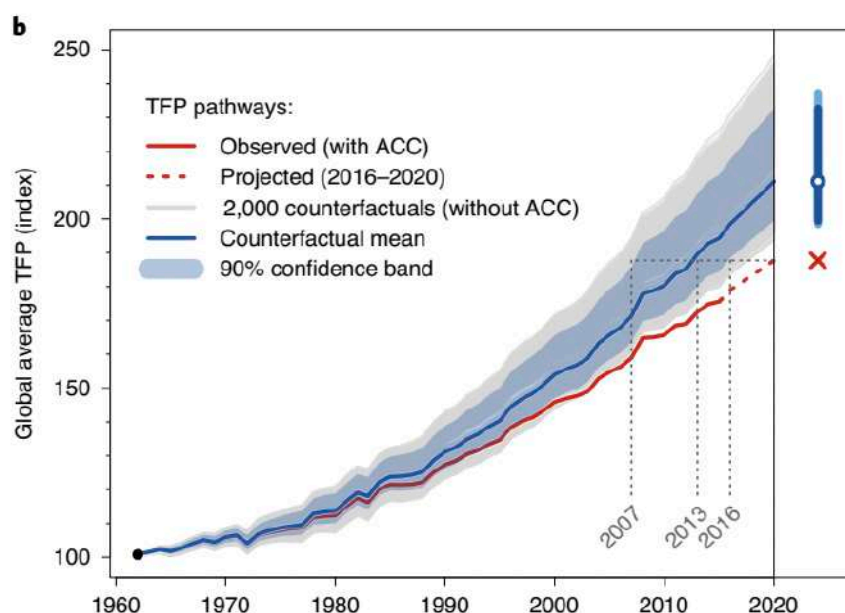 b
250
200
150
100
Global average TFP (index)
TFP pathways:
Observed (with ACC)
Projected (2016–2020)
2,000 counterfactuals (without ACC)
Counterfactual mean
90% confidence band
2007
2013
2016
1960
1970
1980
1990
2000
2010
2020